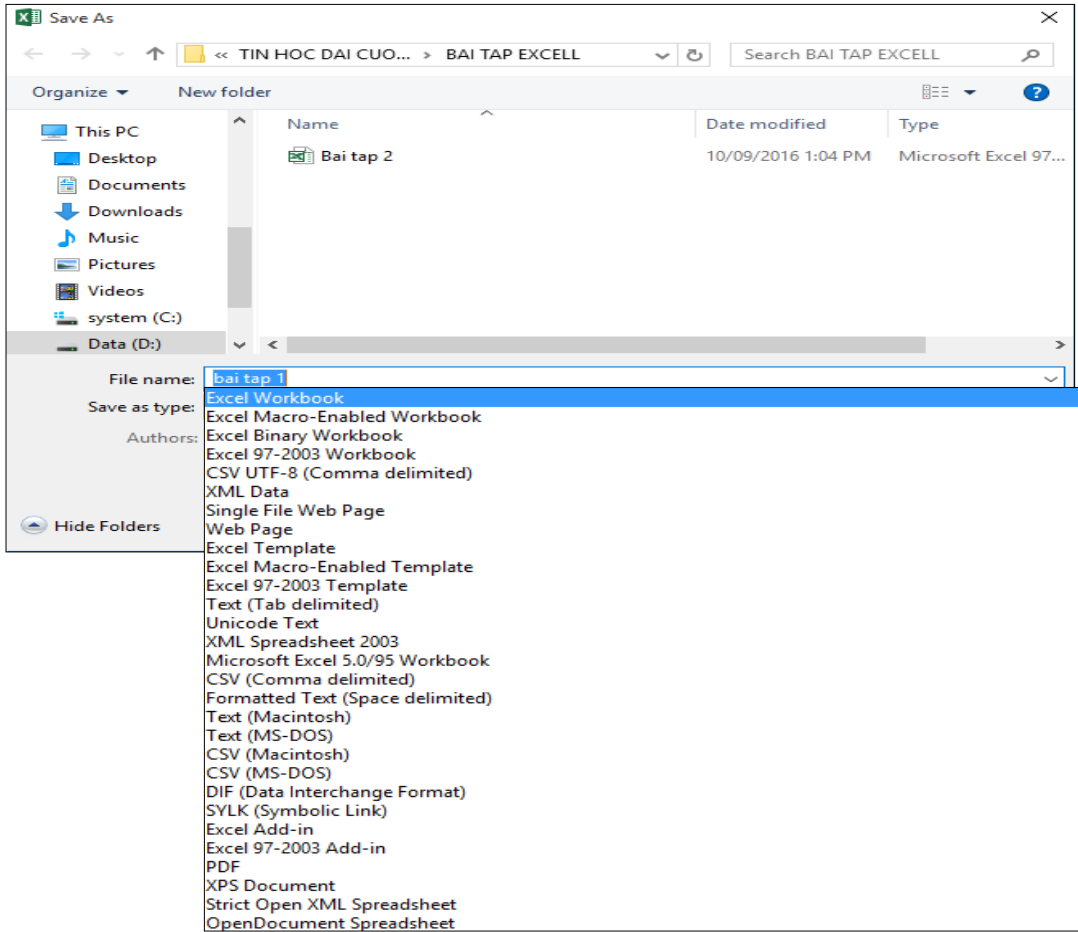 Save As
« TIN HOC DAI CUO... > BAI TAP EXCELL
Search BAI TAP EXCELL
Organize
New folder
?
Name
Date modified
Type
This PC
Desktop
Documents
Downloads
Music
Pictures
Videos
system (C:)
Data (D:)
Bai tap 2
10/09/2016 1:04 PM
Microsoft Excel 97...
File name:
bai tap 1
Save as type:
Authors:
Hide Folders
Excel Workbook
Excel Macro-Enabled Workbook
Excel Binary Workbook
Excel 97-2003 Workbook
CSV UTF-8 (Comma delimited)
XML Data
Single File Web Page
Web Page
Excel Template
Excel Macro-Enabled Template
Excel 97-2003 Template
Text (Tab delimited)
Unicode Text
XML Spreadsheet 2003
Microsoft Excel 5.0/95 Workbook
CSV (Comma delimited)
Formatted Text (Space delimited)
Text (Macintosh)
Text (MS-DOS)
CSV (Macintosh)
CSV (MS-DOS)
DIF (Data Interchange Format)
SYLK (Symbolic Link)
Excel Add-in
Excel 97-2003 Add-in
PDF
XPS Document
Strict Open XML Spreadsheet
OpenDocument Spreadsheet